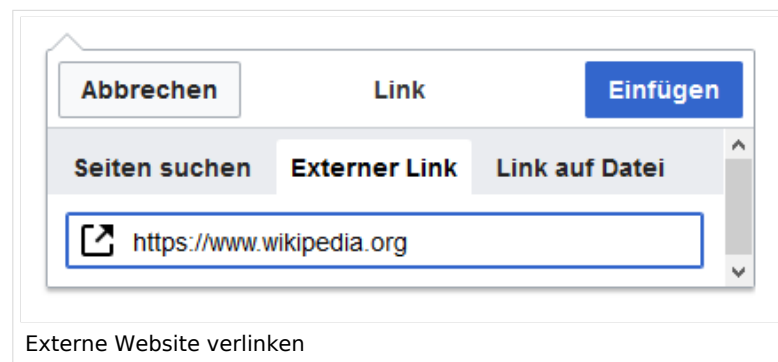 Abbrechen Link Einfügen
Seiten suchen Externer Link Link auf Datei
https://www.wikipedia.org
Externe Website verlinken